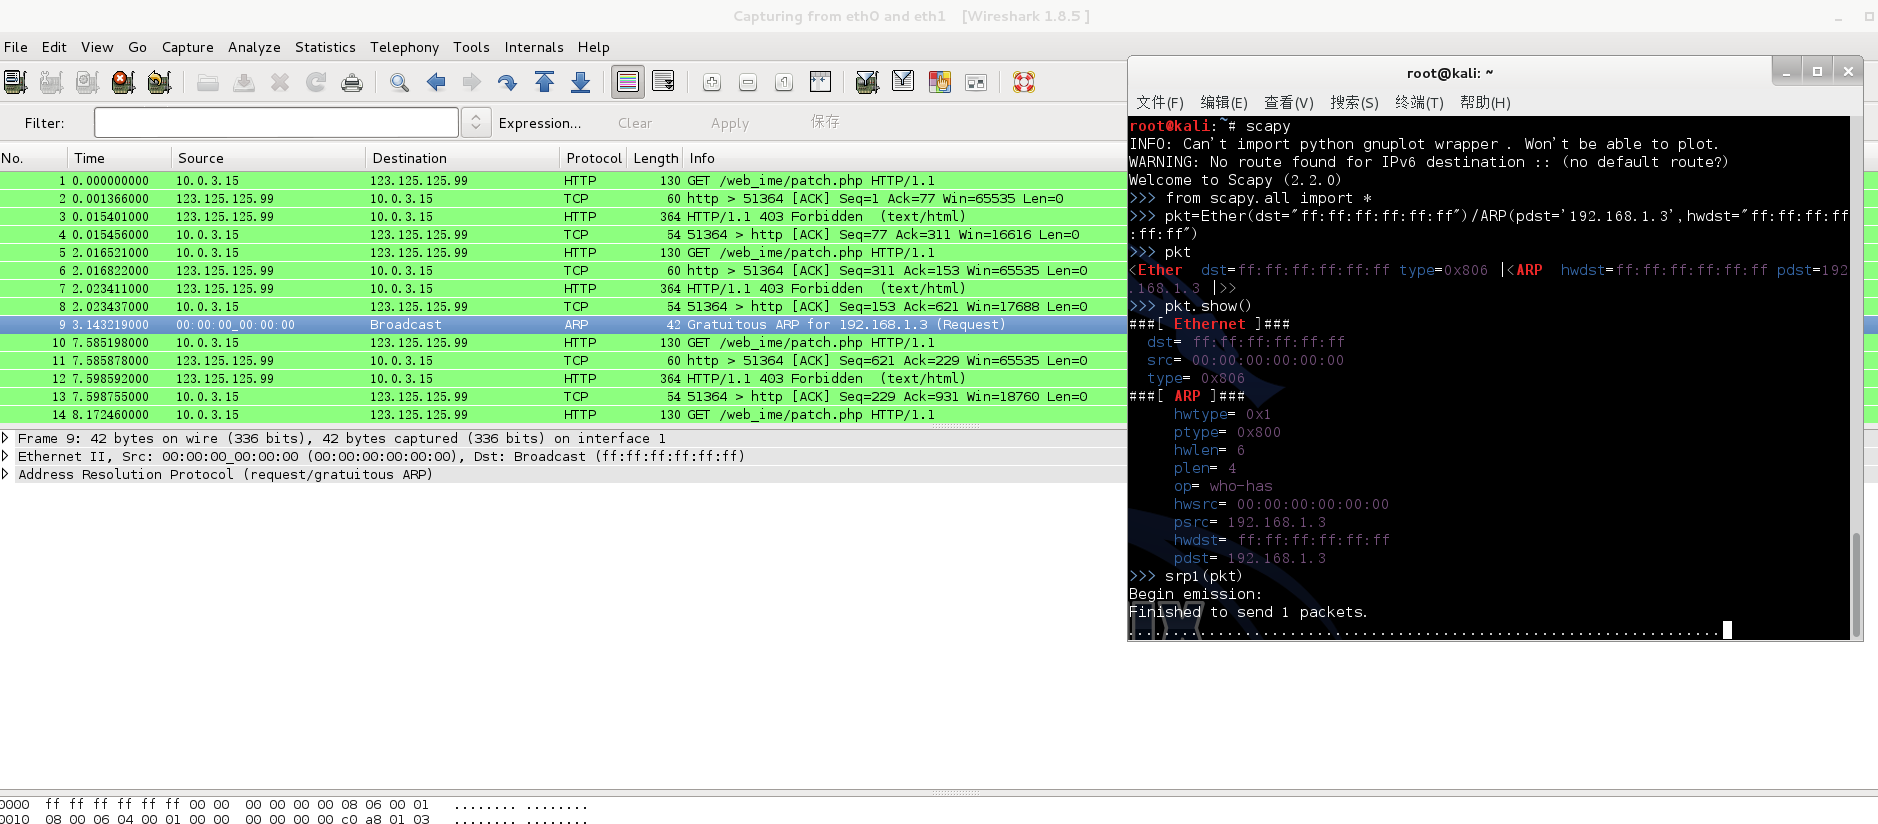 Capturing from eth0 and eth1 [Wireshark 1.8.5 ]
File Edit View Go Capture Analyze Statistics Telephony Tools Internals Help
Filter: Expression... Clear Apply 保存
No. Time Source Destination Protocol Length Info
1 0.000000000 10.0.3.15 123.125.125.99 HTTP 130 GET /web_ime/patch.php HTTP/1.1
2 0.001366000 123.125.125.99 10.0.3.15 TCP 60 http > 51364 [ACK] Seq=1 Ack=77 Win=65535 Len=0
3 0.015401000 123.125.125.99 10.0.3.15 HTTP 364 HTTP/1.1 403 Forbidden (text/html)
4 0.015456000 10.0.3.15 123.125.125.99 TCP 54 51364 > http [ACK] Seq=77 Ack=311 Win=16616 Len=0
5 2.016521000 10.0.3.15 123.125.125.99 HTTP 130 GET /web_ime/patch.php HTTP/1.1
6 2.016822000 123.125.125.99 10.0.3.15 TCP 60 http > 51364 [ACK] Seq=311 Ack=153 Win=65535 Len=0
7 2.023411000 123.125.125.99 10.0.3.15 HTTP 364 HTTP/1.1 403 Forbidden (text/html)
8 2.023437000 10.0.3.15 123.125.125.99 TCP 54 51364 > http [ACK] Seq=153 Ack=621 Win=17688 Len=0
9 3.143219000 00:00:00_00:00:00 Broadcast ARP 42 Gratuitous ARP for 192.168.1.3 (Request)
10 7.585198000 10.0.3.15 123.125.125.99 HTTP 130 GET /web_ime/patch.php HTTP/1.1
11 7.585878000 123.125.125.99 10.0.3.15 TCP 60 http > 51364 [ACK] Seq=621 Ack=229 Win=65535 Len=0
12 7.598592000 123.125.125.99 10.0.3.15 HTTP 364 HTTP/1.1 403 Forbidden (text/html)
13 7.598755000 10.0.3.15 123.125.125.99 TCP 54 51364 > http [ACK] Seq=229 Ack=931 Win=18760 Len=0
14 8.172460000 10.0.3.15 123.125.125.99 HTTP 130 GET /web_ime/patch.php HTTP/1.1
Frame 9: 42 bytes on wire (336 bits), 42 bytes captured (336 bits) on interface 1
Ethernet II, Src: 00:00:00_00:00:00 (00:00:00:00:00:00), Dst: Broadcast (ff:ff:ff:ff:ff:ff)
Address Resolution Protocol (request/gratuitous ARP)
0000 ff ff ff ff ff ff 00 00 00 00 00 00 08 06 00 01 ........ ........
0010 08 00 06 04 00 01 00 00 00 00 00 00 c0 a8 01 03 ........ ........
root@kali: ~
文件(F) 编辑(E) 查看(V) 搜索(S) 终端(T) 帮助(H)
root@kali:~# scapy
INFO: Can't import python gnuplot wrapper . Won't be able to plot.
WARNING: No route found for IPv6 destination :: (no default route?)
Welcome to Scapy (2.2.0)
>>> from scapy.all import *
>>> pkt=Ether(dst="ff:ff:ff:ff:ff:ff")/ARP(pdst='192.168.1.3',hwdst="ff:ff:ff:ff
:ff:ff")
>>> pkt
<Ether dst=ff:ff:ff:ff:ff:ff type=0x806 |<ARP hwdst=ff:ff:ff:ff:ff:ff pdst=192
.168.1.3 |>>
>>> pkt.show()
###[ Ethernet ]###
dst= ff:ff:ff:ff:ff:ff
src= 00:00:00:00:00:00
type= 0x806
###[ ARP ]###
hwtype= 0x1
ptype= 0x800
hwlen= 6
plen= 4
op= who-has
hwsrc= 00:00:00:00:00:00
psrc= 192.168.1.3
hwdst= ff:ff:ff:ff:ff:ff
pdst= 192.168.1.3
>>> srp1(pkt)
Begin emission:
Finished to send 1 packets.
..................................................................